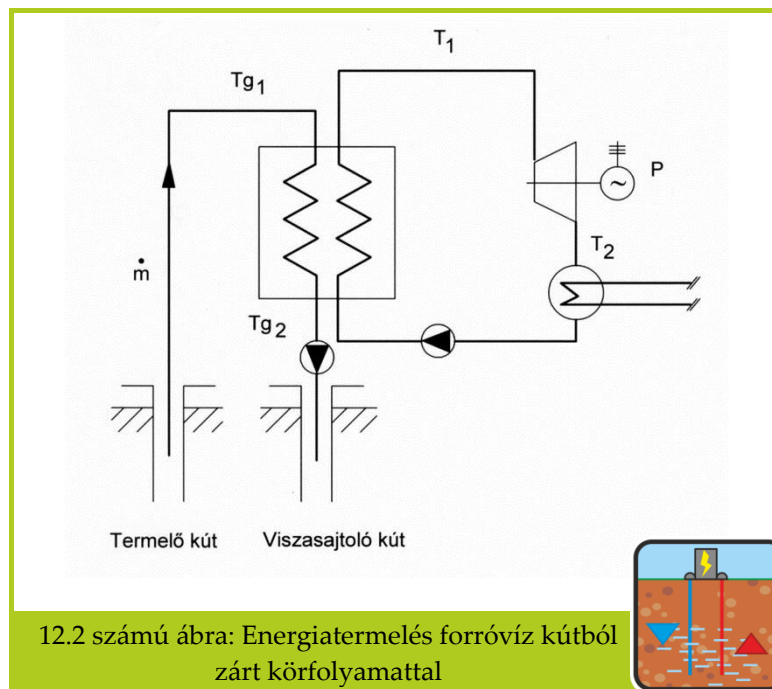 T₁
Tg₁
P
T₂
ṁ
Tg₂
Termelő kút
Viszasajtoló kút
12.2 számú ábra: Energiatermelés forróvíz kútból
zárt körfolyamattal